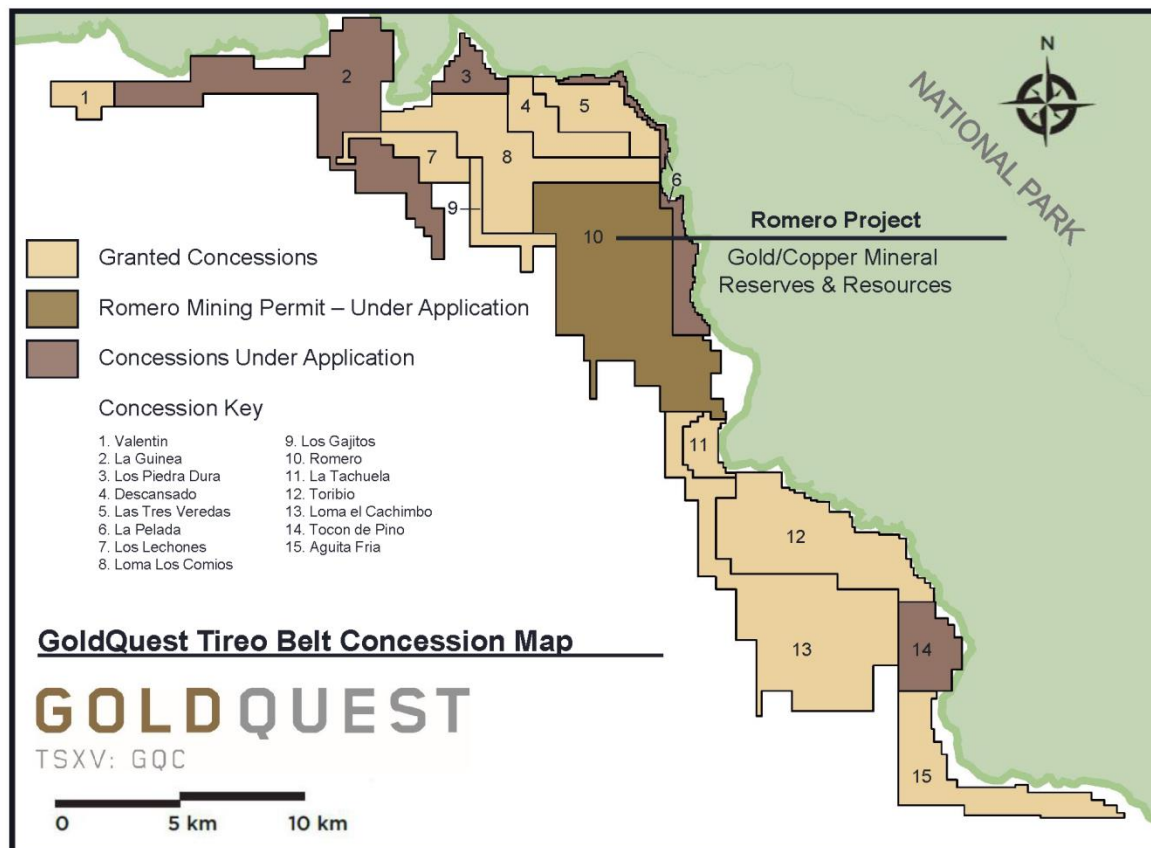 N
NATIONAL PARK
1
2
3
4
5
6
7
8
9
10
11
12
13
14
15
Romero Project
Gold/Copper Mineral
Reserves & Resources
Granted Concessions
Romero Mining Permit – Under Application
Concessions Under Application
Concession Key
1. Valentin
2. La Guinea
3. Los Piedra Dura
4. Descansado
5. Las Tres Veredas
6. La Pelada
7. Los Lechones
8. Loma Los Comios
9. Los Gajitos
10. Romero
11. La Tachuela
12. Toribio
13. Loma el Cachimbo
14. Tocon de Pino
15. Aguita Fria
GoldQuest Tireo Belt Concession Map
GOLDQUEST
TSXV: GQC
0 5 km 10 km